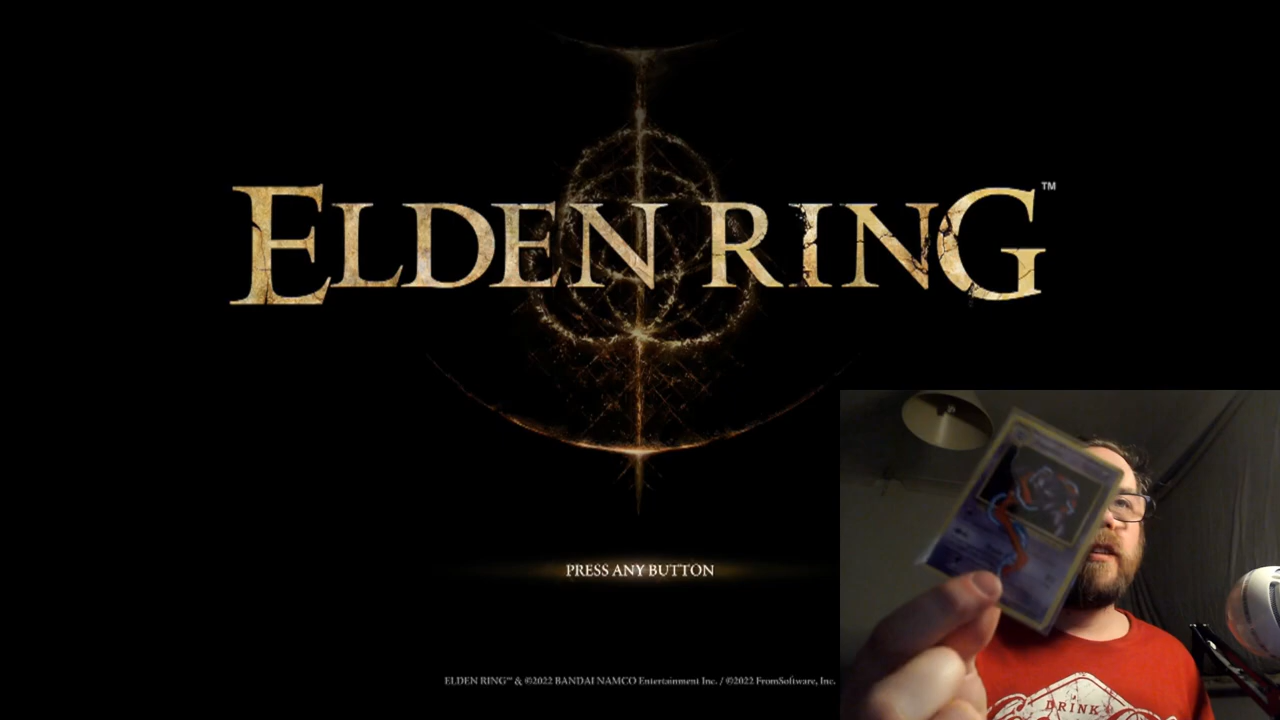 ELDEN RING™
PRESS ANY BUTTON
ELDEN RING™ & ©2022 BANDAI NAMCO Entertainment Inc. / ©2022 FromSoftware, Inc.
DRINK